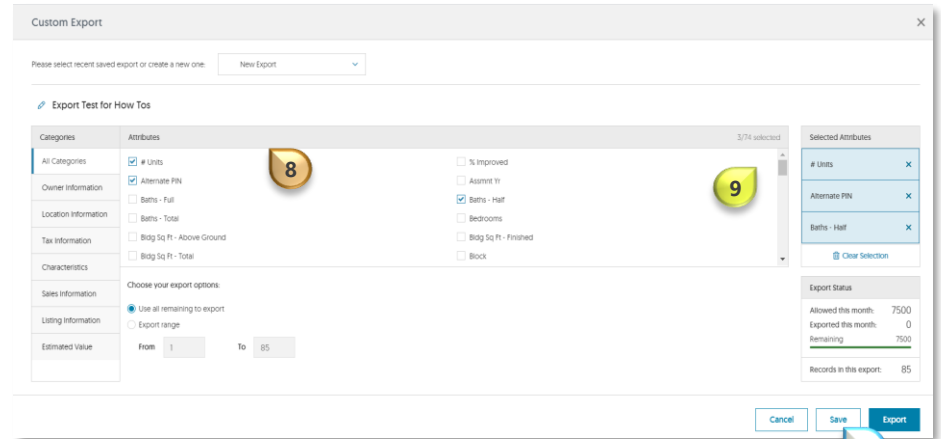 Custom Export
Please select recent saved export or create a new one: New Export
Export Test for How Tos
Categories Attributes 3/74 selected Selected Attributes
All Categories
Owner Information
Location Information
Tax Information
Characteristics
Sales Information
Listing Information
Estimated Value
# Units % Improved
Alternate PIN Assmnt Yr
Baths - Full Baths - Half
Baths - Total Bedrooms
Bldg Sq Ft - Above Ground Bldg Sq Ft - Finished
Bldg Sq Ft - Total Block
8
9
Choose your export options:
Use all remaining to export
Export range
From 1 To 85
# Units
Alternate PIN
Baths - Half
Clear Selection
Export Status
Allowed this month: 7500
Exported this month: 0
Remaining 7500
Records in this export: 85
Cancel Save Export